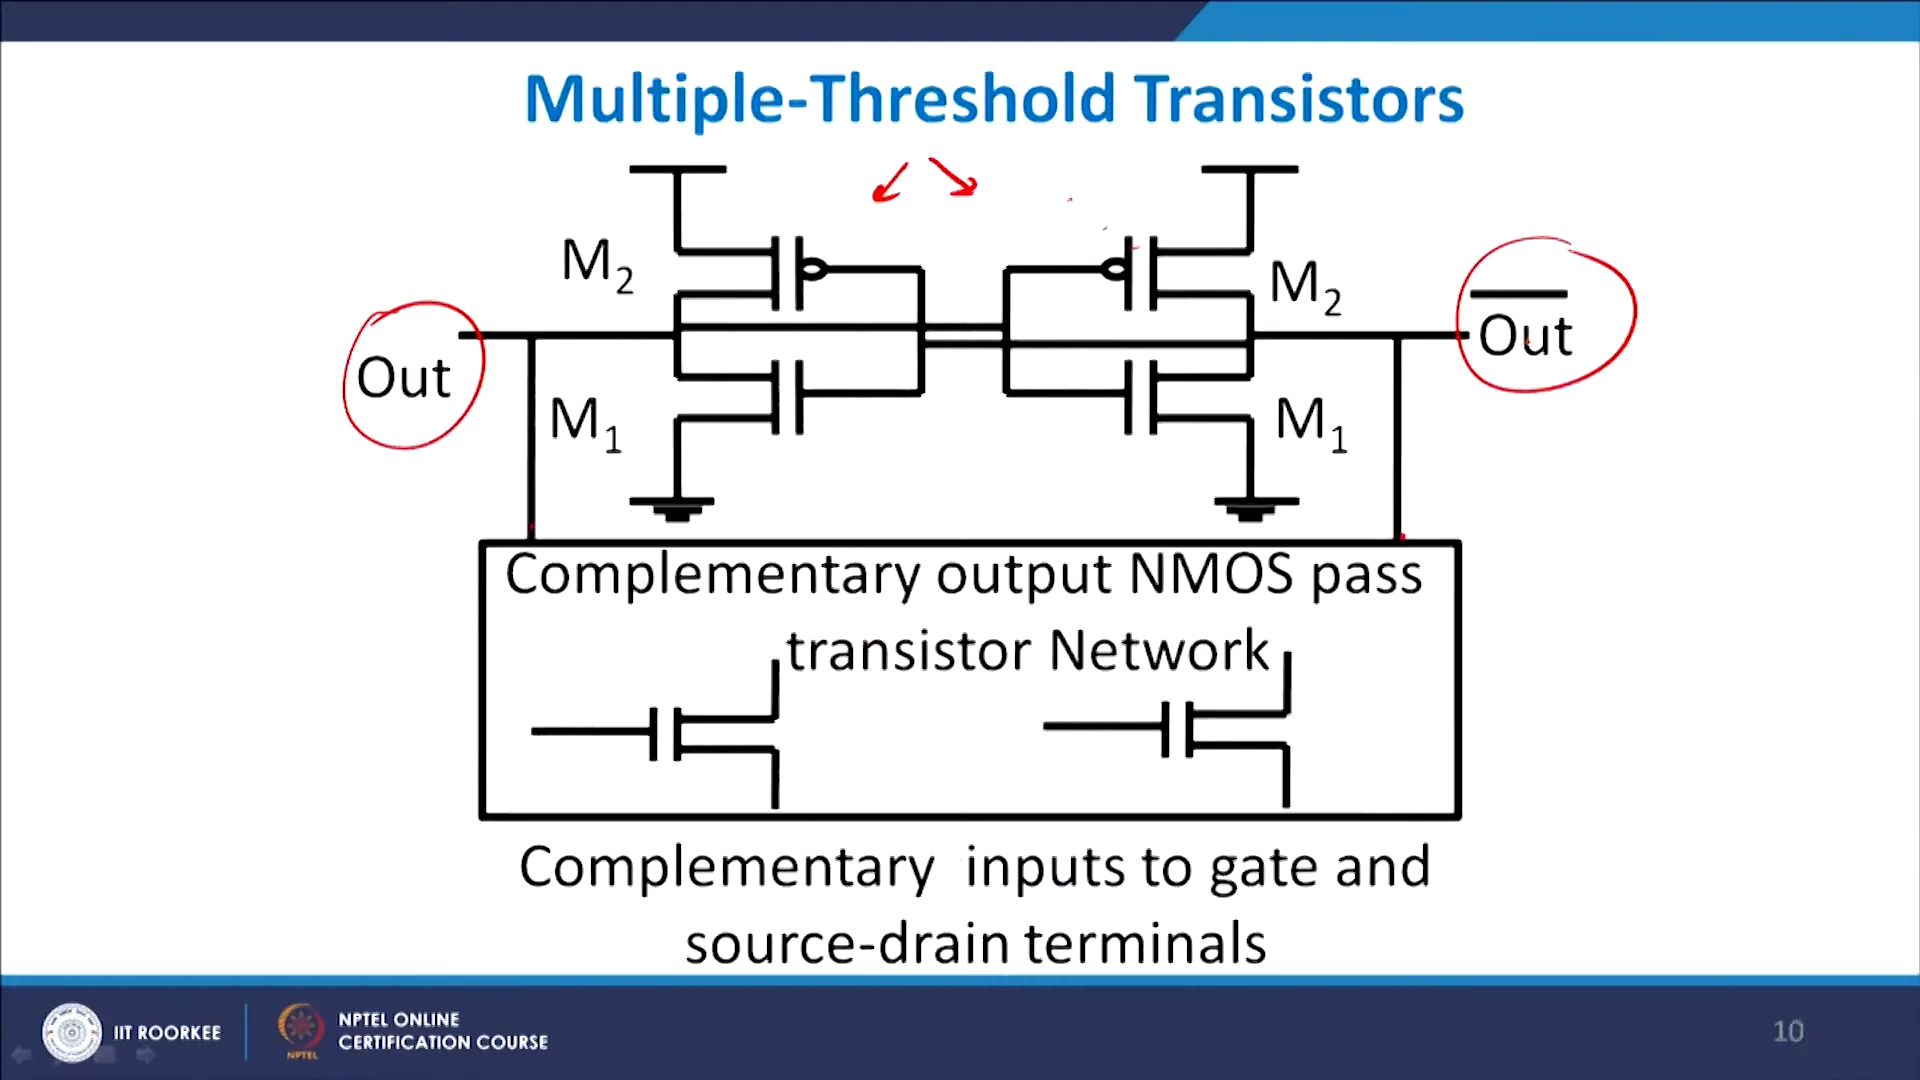 Multiple-Threshold Transistors
M2
M2
Out
Out
M1
M1
Complementary output NMOS pass
transistor Network
Complementary inputs to gate and
source-drain terminals
IIT ROORKEE
NPTEL
NPTEL ONLINE
CERTIFICATION COURSE
10